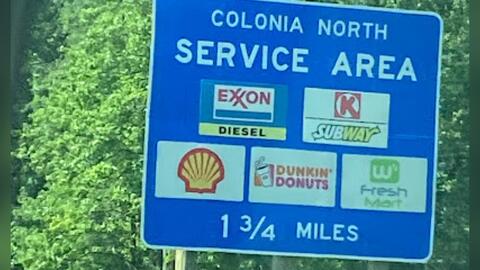 COLONIA NORTH
SERVICE AREA
EXXON
DIESEL
K
SUBWAY
DUNKIN'
DONUTS
W
Fresh
Mart
1 3/4 MILES